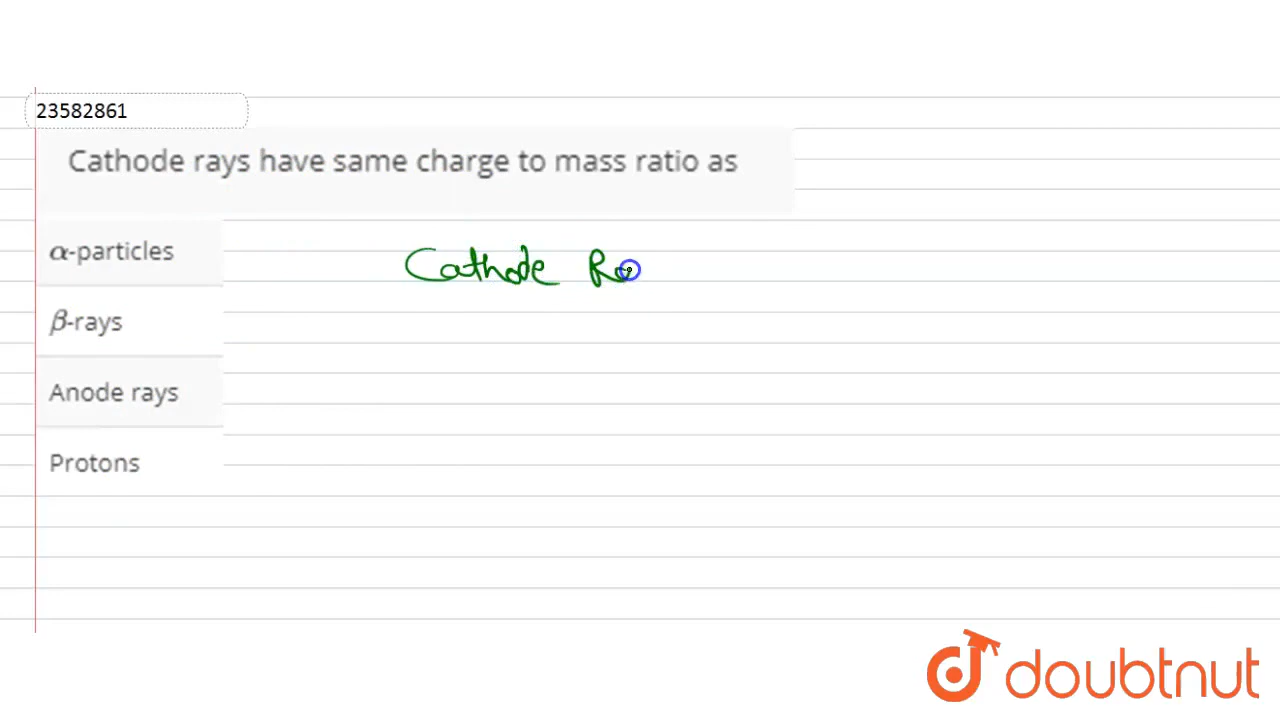 23582861
Cathode rays have same charge to mass ratio as
α-particles
Cathode
β-rays
Anode rays
Protons
doubtnut